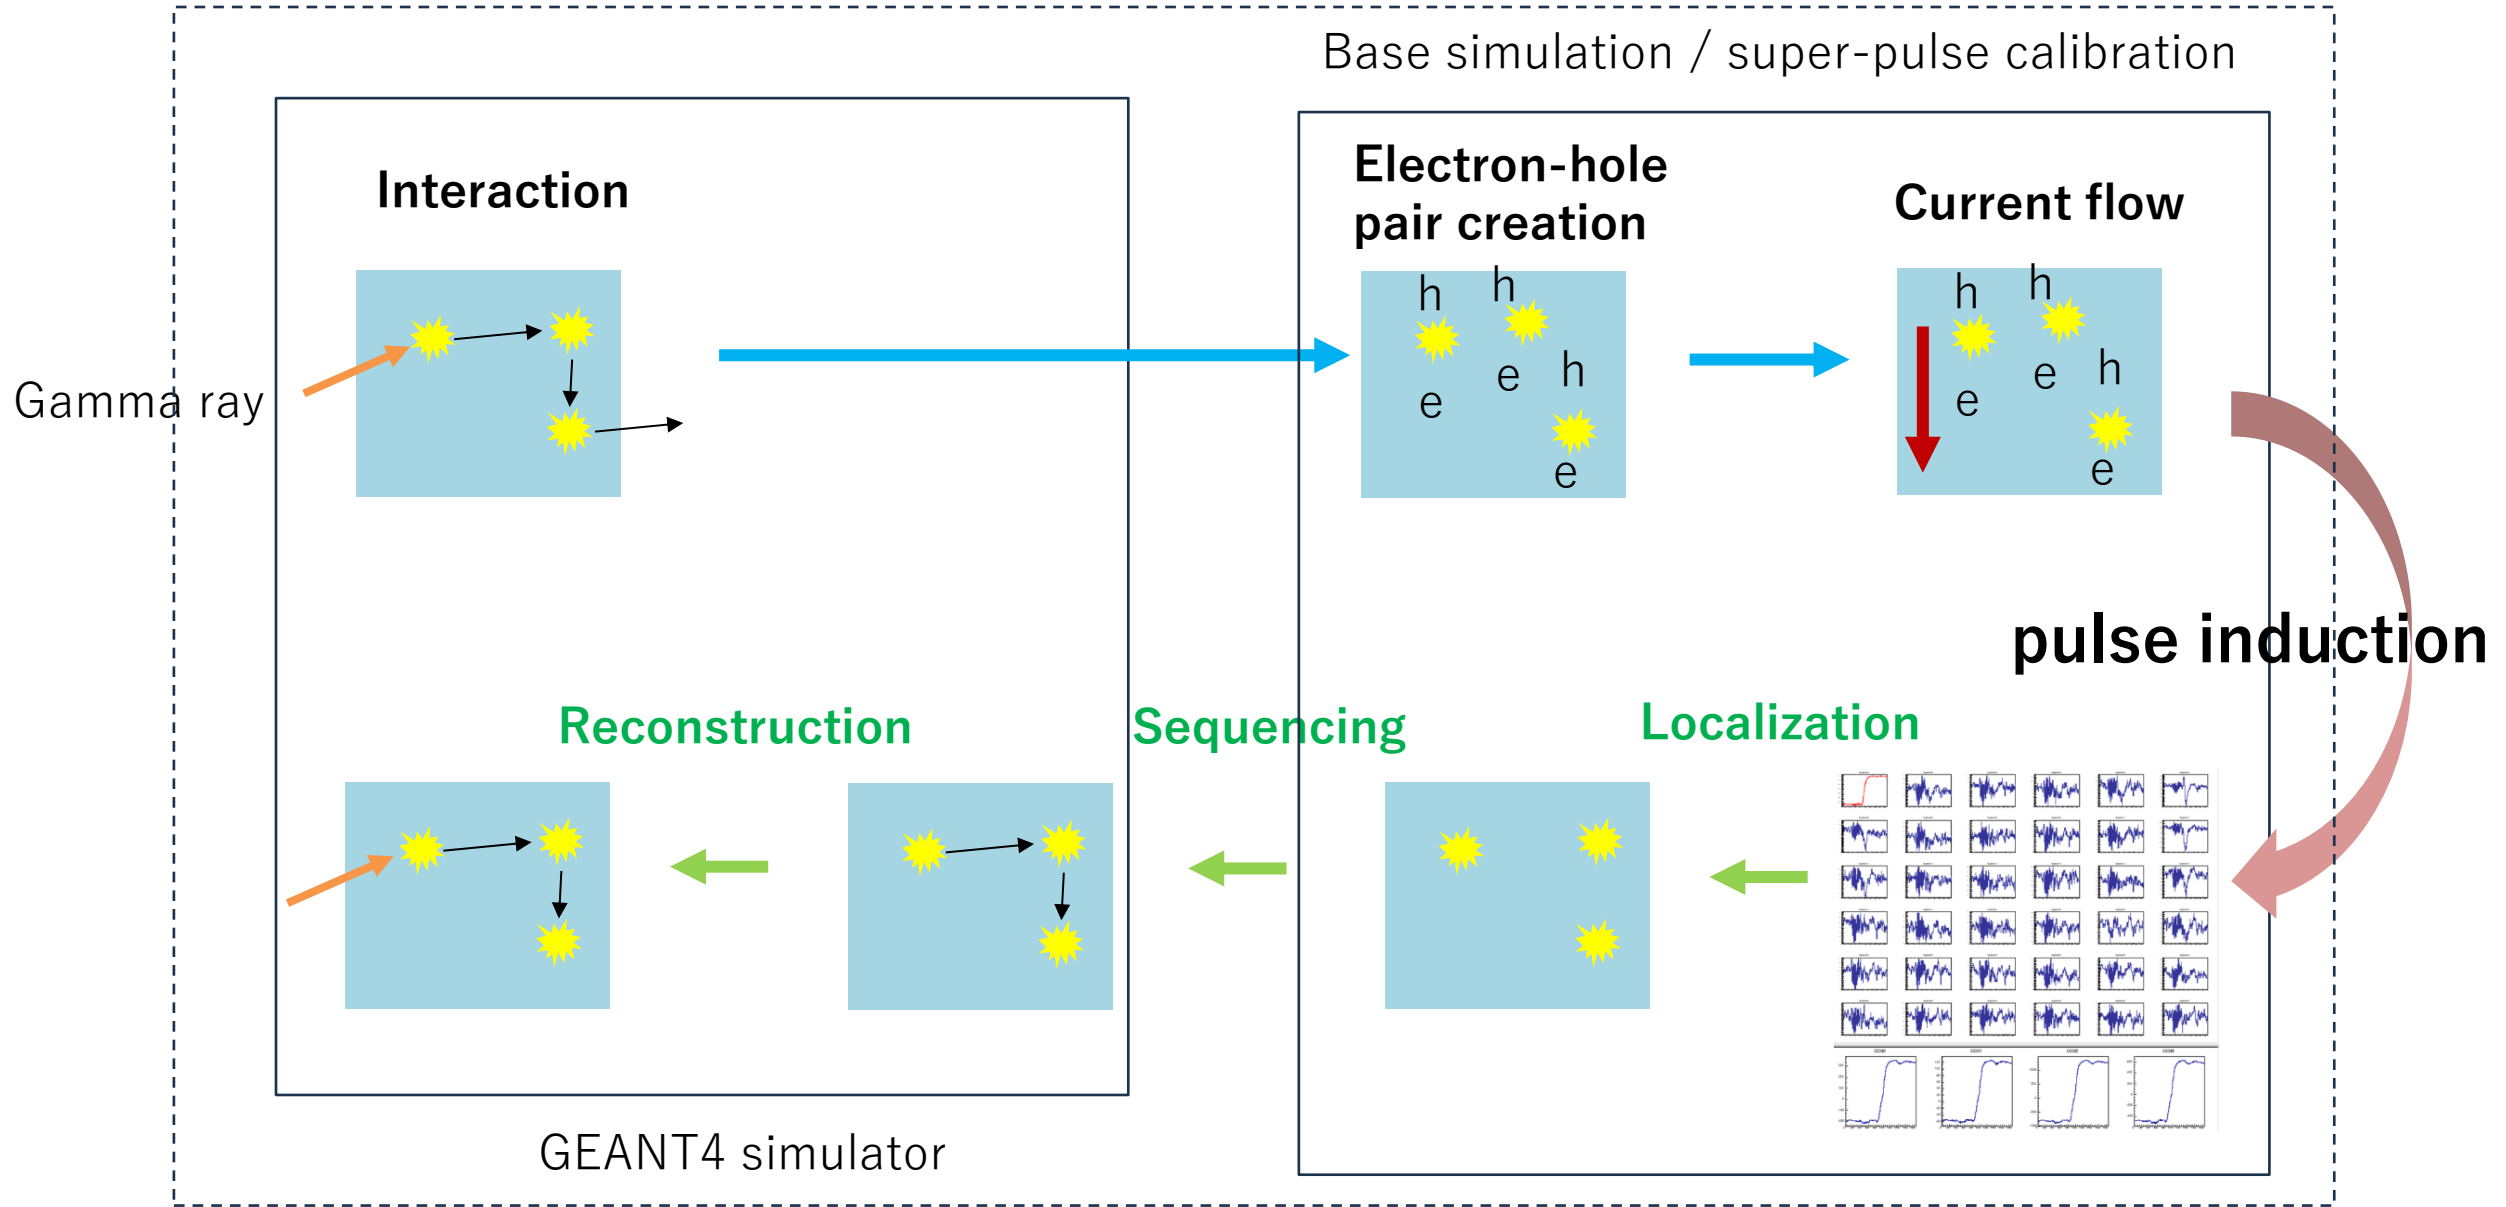 Base simulation / super-pulse calibration
Interaction
Electron-hole
pair creation
Current flow
h
h
h
e
e
e
h
h
h
e
e
e
Gamma ray
pulse induction
Reconstruction
Sequencing
Localization
GEANT4 simulator